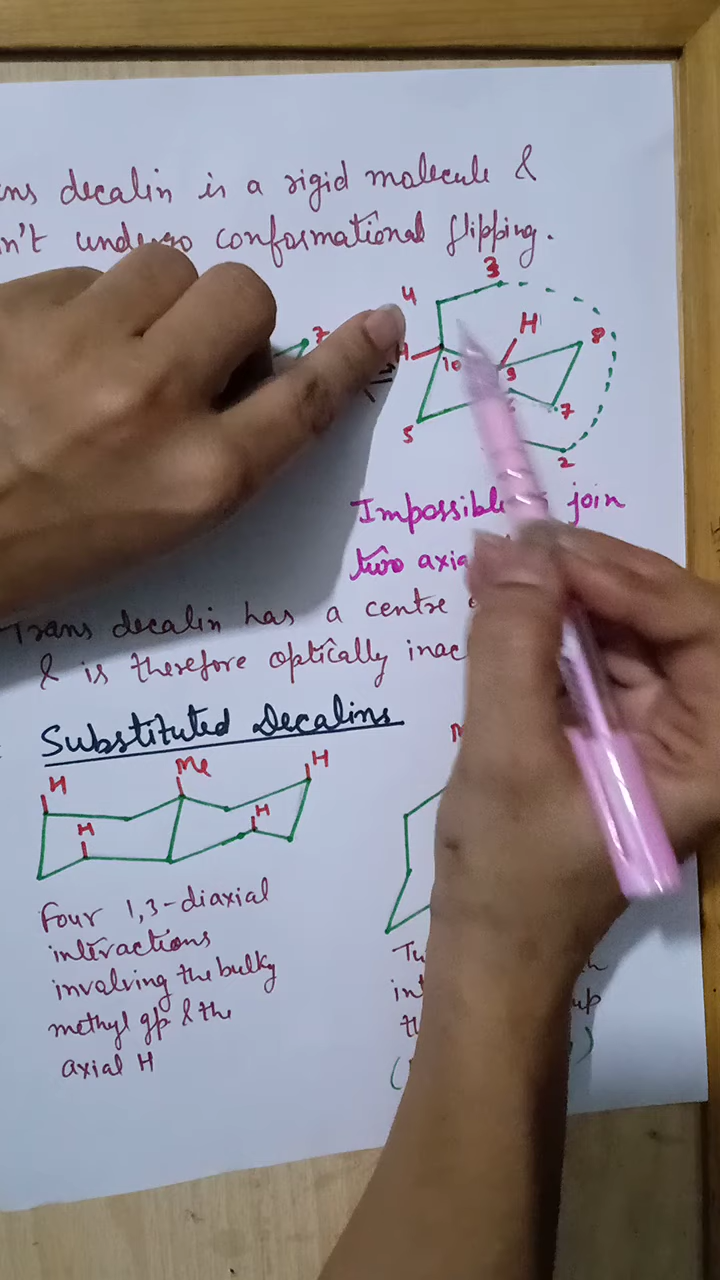 decalin is a rigid molecule &
undergo conformational flipping.
3
4
H
7
8
H
10
9
7
5
2
Impossible join
two
Trans decalin has a centre
& is therefore optically
Substituted Decalins
H
Me
H
H
H
Four 1,3-diaxial
interactions
involving the bulky
methyl gp & the
axial H